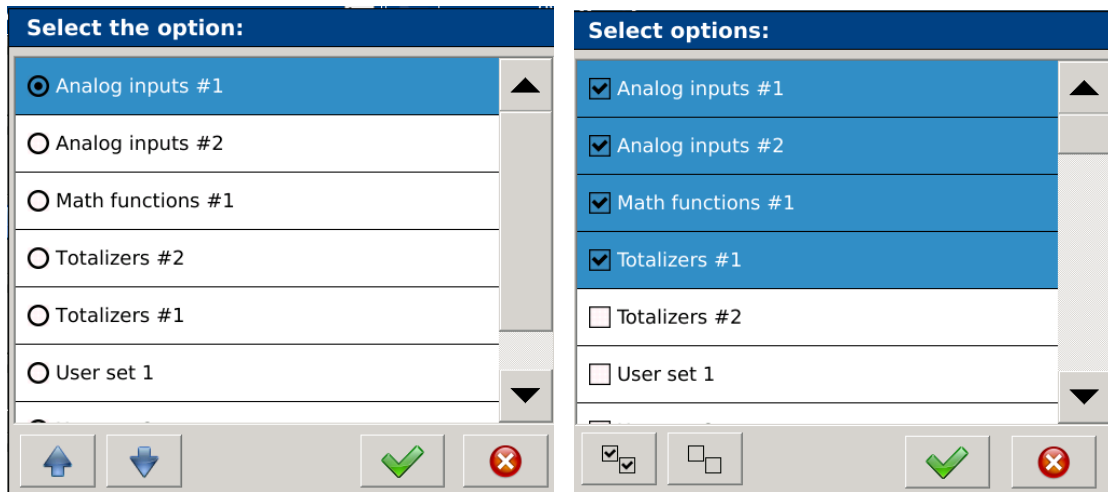 Select the option:
Analog inputs #1
Analog inputs #2
Math functions #1
Totalizers #2
Totalizers #1
User set 1
Select options:
Analog inputs #1
Analog inputs #2
Math functions #1
Totalizers #1
Totalizers #2
User set 1